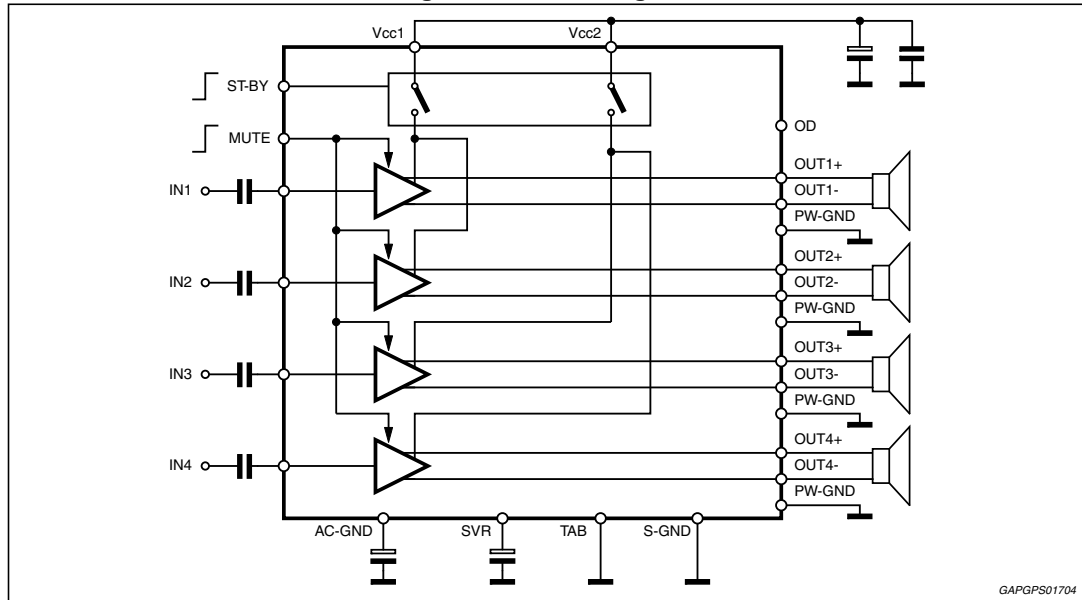 Vcc1
Vcc2
ST-BY
MUTE
OD
IN1
OUT1+
OUT1-
PW-GND
IN2
OUT2+
OUT2-
PW-GND
IN3
OUT3+
OUT3-
PW-GND
IN4
OUT4+
OUT4-
PW-GND
AC-GND
SVR
TAB
S-GND
GAPGPS01704